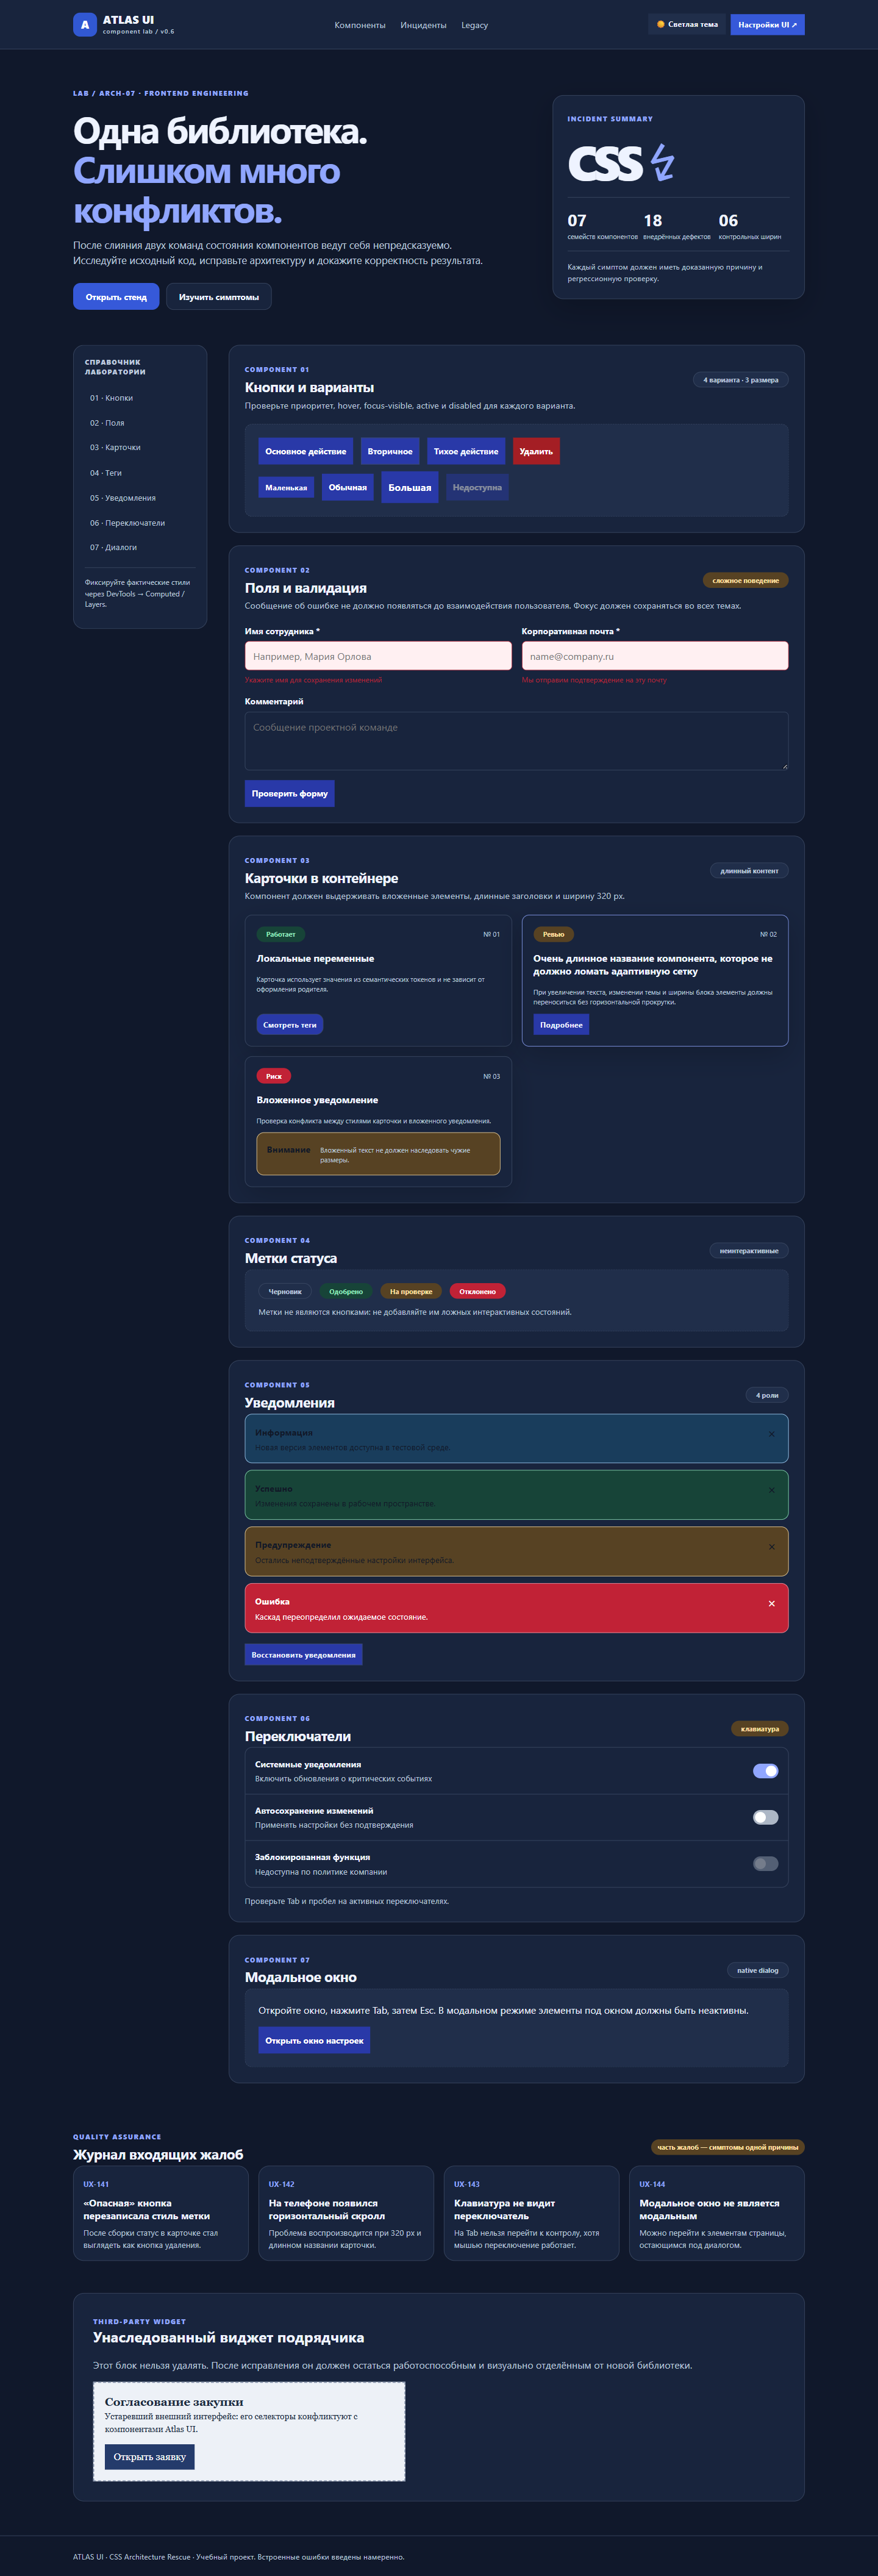 A
ATLAS UI
component lab / v0.6
Компоненты
Инциденты
Legacy
Светлая тема
Настройки UI ↗
LAB / ARCH-07 · FRONTEND ENGINEERING
Одна библиотека.
Слишком много
конфликтов.
После слияния двух команд состояния компонентов ведут себя непредсказуемо.
Исследуйте исходный код, исправьте архитектуру и докажите корректность результата.
Открыть стенд
Изучить симптомы
INCIDENT SUMMARY
CSS
07
18
06
семейств компонентов
внедрённых дефектов
контрольных ширин
Каждый симптом должен иметь доказанную причину и
регрессионную проверку.
СПРАВОЧНИК
ЛАБОРАТОРИИ
01 · Кнопки
02 · Поля
03 · Карточки
04 · Теги
05 · Уведомления
06 · Переключатели
07 · Диалоги
Фиксируйте фактические стили
через DevTools → Computed /
Layers.
COMPONENT 01
Кнопки и варианты
4 варианта · 3 размера
Проверьте приоритет, hover, focus-visible, active и disabled для каждого варианта.
Основное действие
Вторичное
Тихое действие
Удалить
Маленькая
Обычная
Большая
Недоступна
COMPONENT 02
Поля и валидация
сложное поведение
Сообщение об ошибке не должно появляться до взаимодействия пользователя. Фокус должен сохраняться во всех темах.
Имя сотрудника *
Корпоративная почта *
Например, Мария Орлова
name@company.ru
Укажите имя для сохранения изменений
Мы отправим подтверждение на эту почту
Комментарий
Сообщение проектной команде
Проверить форму
COMPONENT 03
Карточки в контейнере
длинный контент
Компонент должен выдерживать вложенные элементы, длинные заголовки и ширину 320 px.
Работает
№ 01
Локальные переменные
Карточка использует значения из семантических токенов и не зависит от
оформления родителя.
Смотреть теги
Ревью
№ 02
Очень длинное название компонента, которое не
должно ломать адаптивную сетку
При увеличении текста, изменении темы и ширины блока элементы должны
переноситься без горизонтальной прокрутки.
Подробнее
Риск
№ 03
Вложенное уведомление
Проверка конфликта между стилями карточки и вложенного уведомления.
Внимание
Вложенный текст не должен наследовать чужие
размеры.
COMPONENT 04
Метки статуса
неинтерактивные
Черновик
Одобрено
На проверке
Отклонено
Метки не являются кнопками: не добавляйте им ложных интерактивных состояний.
COMPONENT 05
Уведомления
4 роли
Информация
Новая версия элементов доступна в тестовой среде.
×
Успешно
Изменения сохранены в рабочем пространстве.
×
Предупреждение
Остались неподтверждённые настройки интерфейса.
×
Ошибка
Каскад переопределил ожидаемое состояние.
×
Восстановить уведомления
COMPONENT 06
Переключатели
клавиатура
Системные уведомления
Включить обновления о критических событиях
Автосохранение изменений
Применять настройки без подтверждения
Заблокированная функция
Недоступна по политике компании
Проверьте Tab и пробел на активных переключателях.
COMPONENT 07
Модальное окно
native dialog
Откройте окно, нажмите Tab, затем Esc. В модальном режиме элементы под окном должны быть неактивны.
Открыть окно настроек
QUALITY ASSURANCE
Журнал входящих жалоб
часть жалоб — симптомы одной причины
UX-141
«Опасная» кнопка
перезаписала стиль метки
После сборки статус в карточке стал
выглядеть как кнопка удаления.
UX-142
На телефоне появился
горизонтальный скролл
Проблема воспроизводится при 320 px и
длинном названии карточки.
UX-143
Клавиатура не видит
переключатель
На Tab нельзя перейти к контролу, хотя
мышью переключение работает.
UX-144
Модальное окно не является
модальным
Можно перейти к элементам страницы,
остающимся под диалогом.
THIRD-PARTY WIDGET
Унаследованный виджет подрядчика
Этот блок нельзя удалять. После исправления он должен остаться работоспособным и визуально отделённым от новой библиотеки.
Согласование закупки
Устаревший внешний интерфейс: его селекторы конфликтуют с
компонентами Atlas UI.
Открыть заявку
ATLAS UI · CSS Architecture Rescue · Учебный проект. Встроенные ошибки введены намеренно.